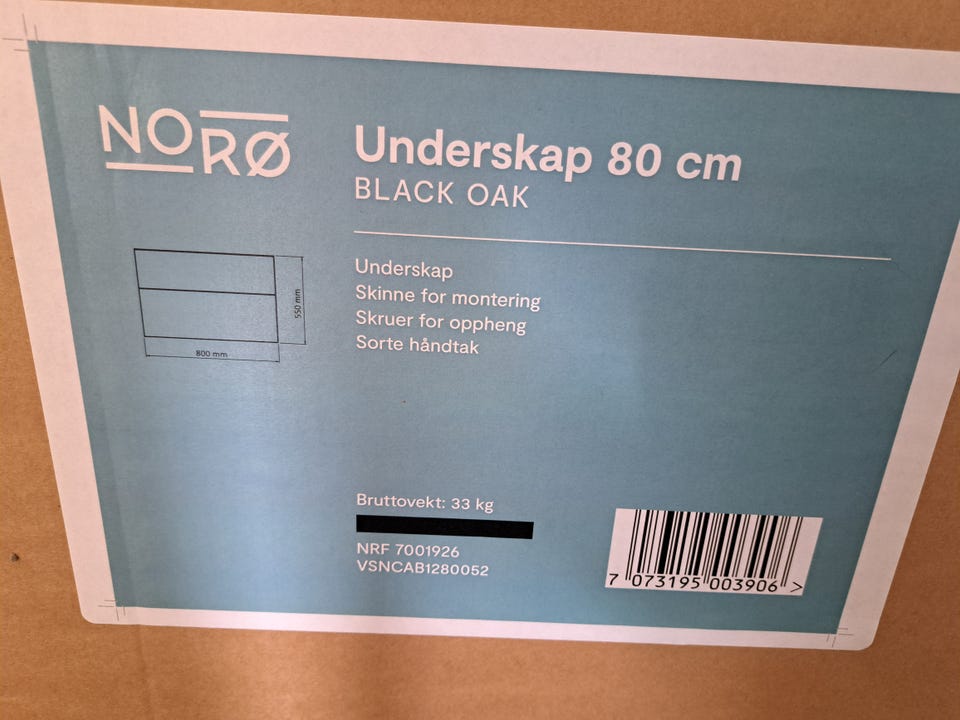 NORØ
Underskap 80 cm
BLACK OAK
Underskap
Skinne for montering
Skruer for oppheng
Sorte håndtak
550 mm
800 mm
Bruttovekt: 33 kg
NRF 7001926
VSNCAB1280052
7 073195 003906 >